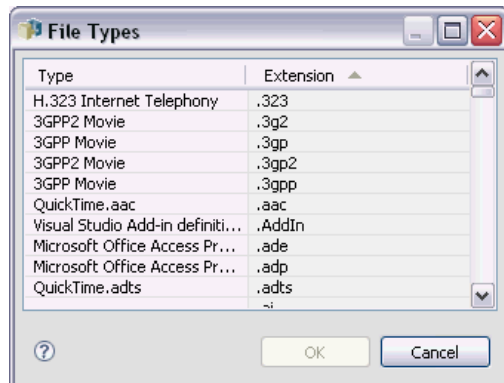 File Types
Type Extension
H.323 Internet Telephony .323
3GPP2 Movie .3g2
3GPP Movie .3gp
3GPP2 Movie .3gp2
3GPP Movie .3gpp
QuickTime.aac .aac
Visual Studio Add-in definiti... .AddIn
Microsoft Office Access Pr... .ade
Microsoft Office Access Pr... .adp
QuickTime.adts .adts
?
OK Cancel